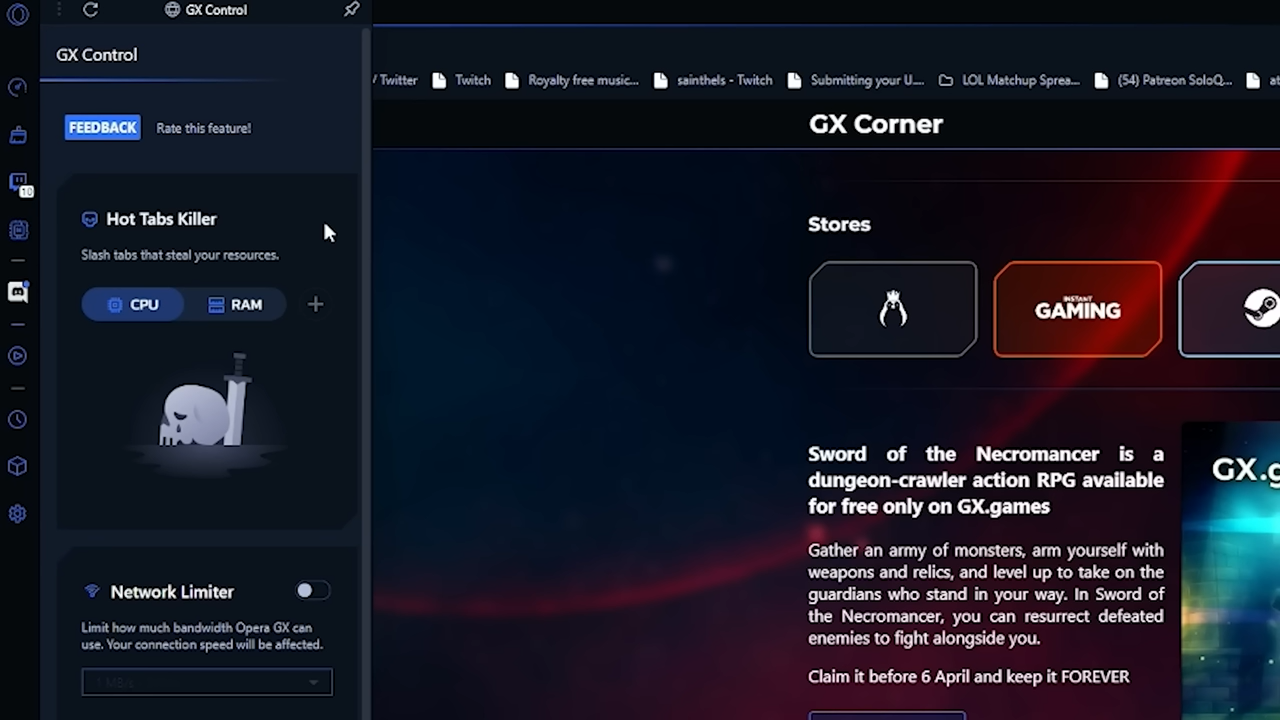 GX Control
GX Control
/ Twitter
Twitch
Royalty free music...
sainthels - Twitch
Submitting your U...
LOL Matchup Sprea...
(54) Patreon SoloQ...
at
GX Corner
FEEDBACK
Rate this feature!
10
Hot Tabs Killer
Slash tabs that steal your resources.
CPU
RAM
Network Limiter
Limit how much bandwidth Opera GX can
use. Your connection speed will be affected.
1 MB/s
Stores
INSTANT
GAMING
Sword of the Necromancer is a
dungeon-crawler action RPG available
for free only on GX.games
GX.g
Gather an army of monsters, arm yourself with
weapons and relics, and level up to take on the
guardians who stand in your way. In Sword of
the Necromancer, you can resurrect defeated
enemies to fight alongside you.
Claim it before 6 April and keep it FOREVER